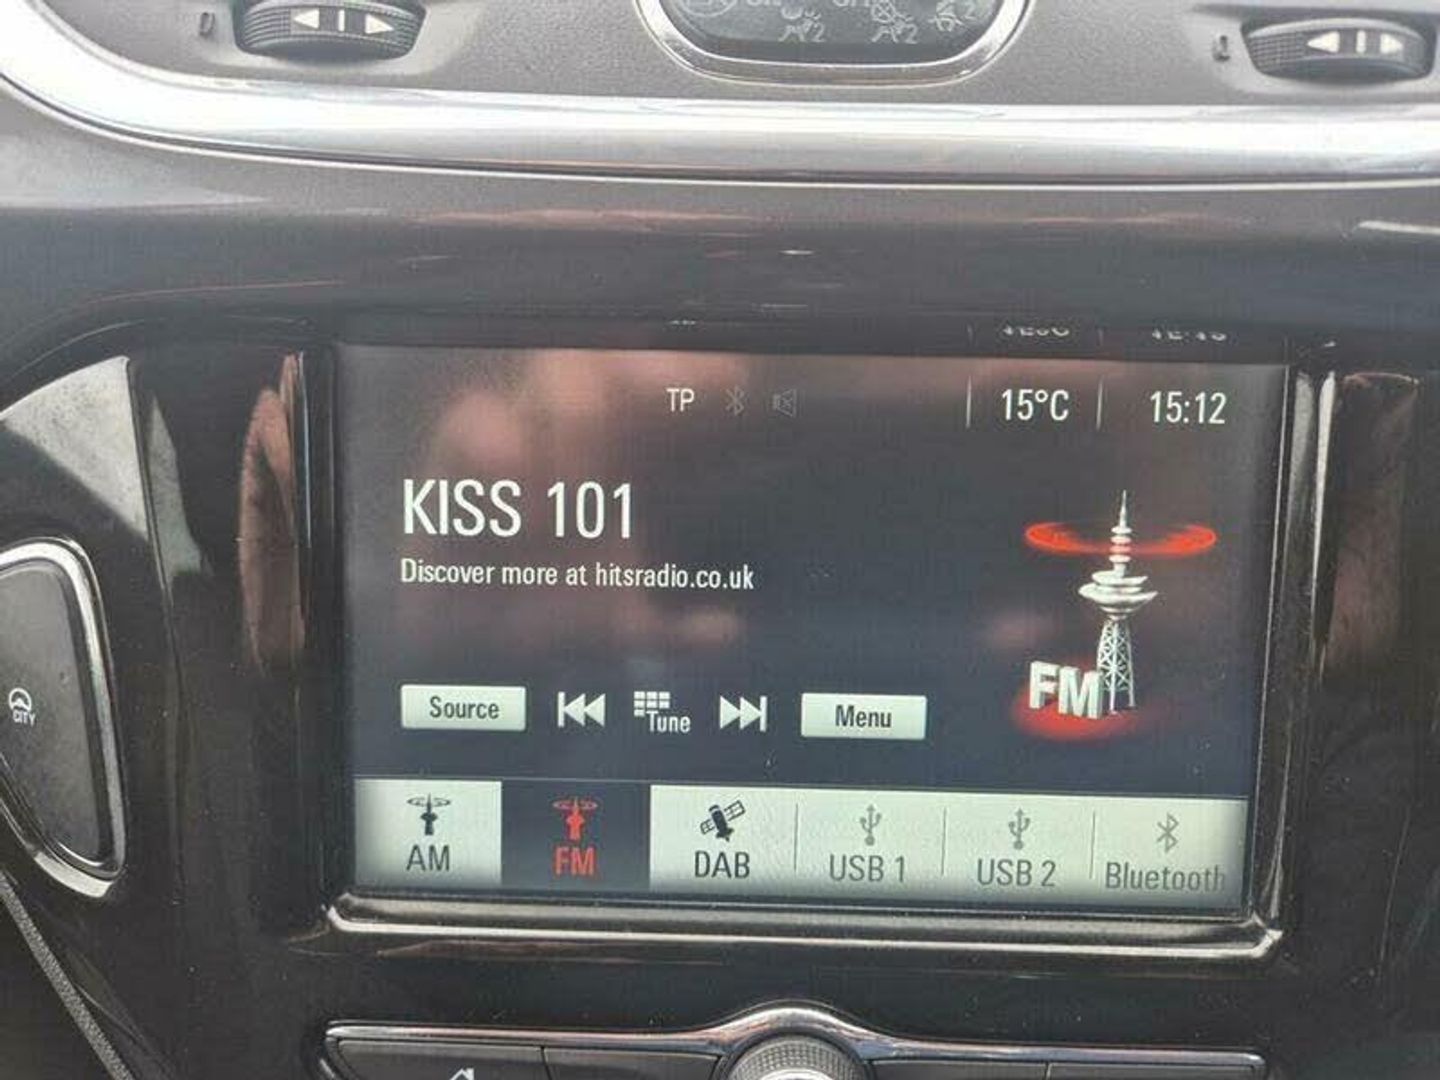 TP
15°C
15:12
KISS 101
Discover more at hitsradio.co.uk
Source
Tune
Menu
FM
AM
FM
DAB
USB 1
USB 2
Bluetooth
CITY